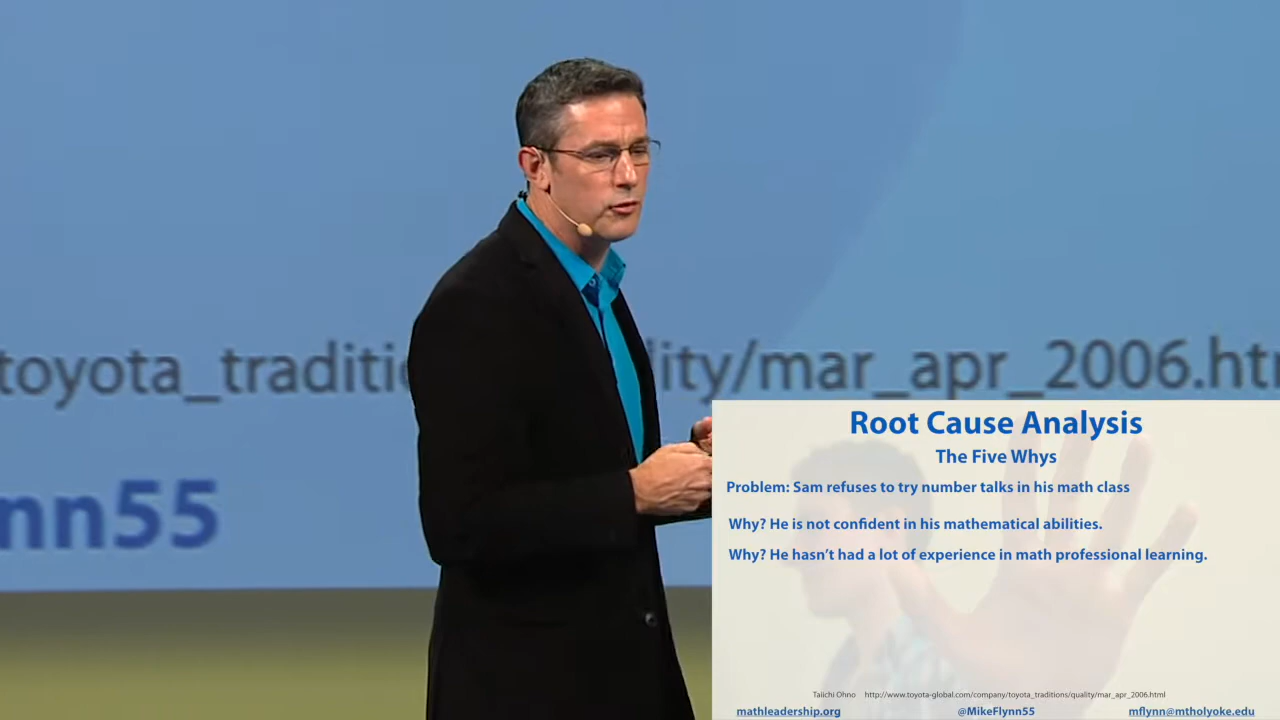 toyota_traditi
lity/mar_apr_2006.ht
nn55
Root Cause Analysis
The Five Whys
Problem: Sam refuses to try number talks in his math class
Why? He is not confident in his mathematical abilities.
Why? He hasn’t had a lot of experience in math professional learning.
Taiichi Ohno http://www.toyota-global.com/company/toyota_traditions/quality/mar_apr_2006.html
mathleadership.org @MikeFlynn55 mflynn@mtholyoke.edu